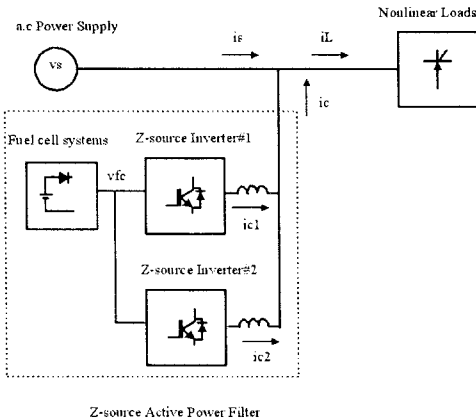 Noulinear Loads
a.c Power Supply
is
iL
vs
ic
Fuel cell systems
Z-source Inverter#1
vfc
ic1
Z-source Inverter#2
ic2
Z-source Active Power Filter